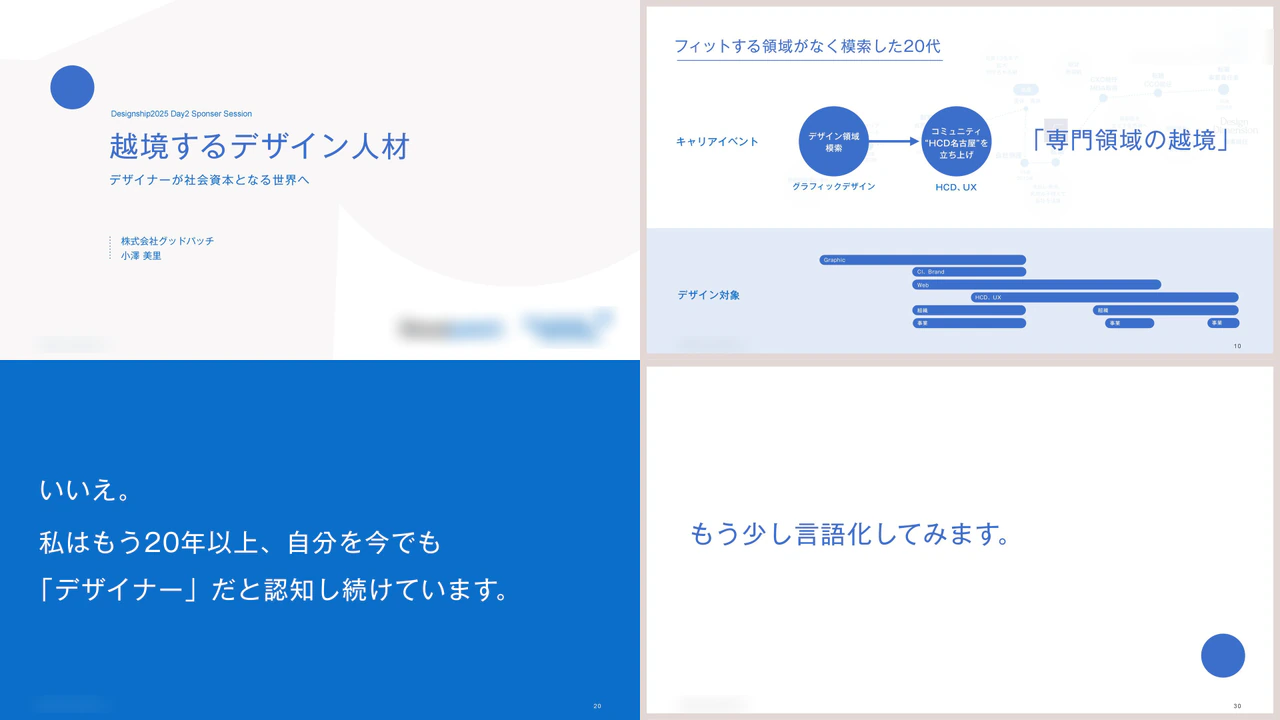 Designship2025 Day2 Sponser Session
越境するデザイン人材
デザイナーが社会資本となる世界へ
株式会社グッドパッチ
小澤 美里
フィットする領域がなく模索した20代
キャリアイベント
デザイン領域
模索
コミュニティ
“HCD名古屋”を
立ち上げ
「専門領域の越境」
グラフィックデザイン
HCD、UX
デザイン対象
Graphic
CI、Brand
Web
HCD、UX
組織
組織
事業
事業
事業
10
いいえ。
私はもう20年以上、自分を今でも
「デザイナー」だと認知し続けています。
20
もう少し言語化してみます。
30